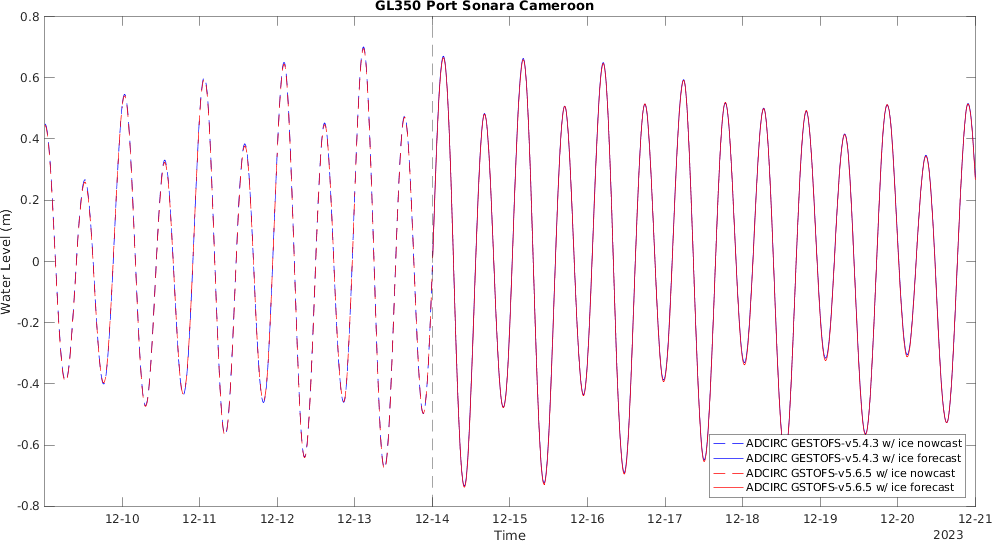 GL350 Port Sonara Cameroon
Water Level (m)
0.8
0.6
0.4
0.2
0
-0.2
-0.4
-0.6
-0.8
ADCIRC GESTOFS-v5.4.3 w/ ice nowcast
ADCIRC GESTOFS-v5.4.3 w/ ice forecast
ADCIRC GSTOFS-v5.6.5 w/ ice nowcast
ADCIRC GSTOFS-v5.6.5 w/ ice forecast
12-10 12-11 12-12 12-13 12-14 12-15 12-16 12-17 12-18 12-19 12-20 12-21
Time
2023